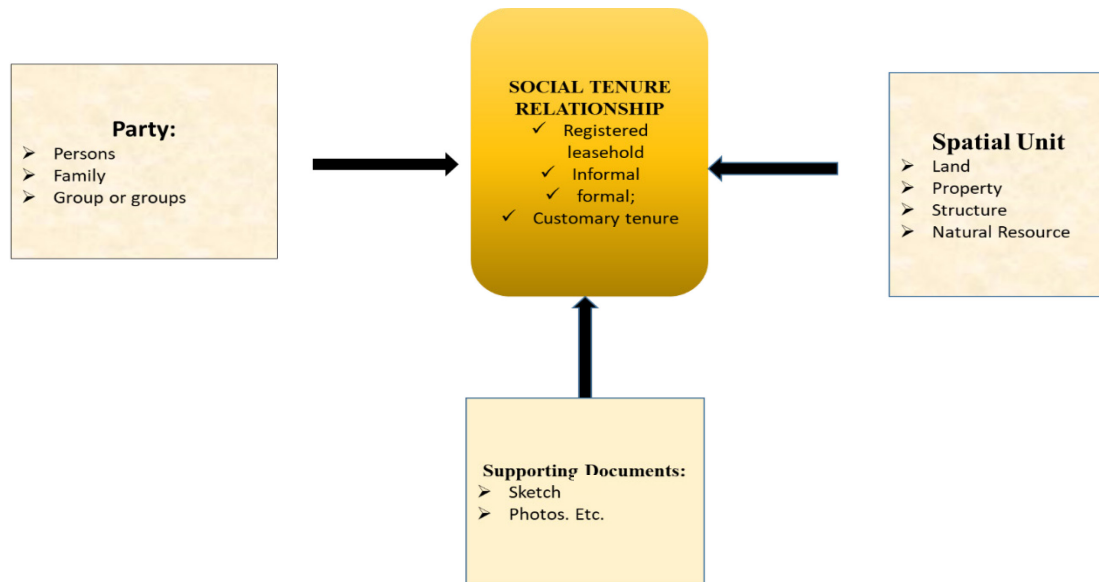 SOCIAL TENURE
RELATIONSHIP
✓ Registered
leasehold
✓ Informal
✓ formal;
✓ Customary tenure
Party:
➢ Persons
➢ Family
➢ Group or groups
Spatial Unit
➢ Land
➢ Property
➢ Structure
➢ Natural Resource
Supporting Documents:
➢ Sketch
➢ Photos. Etc.